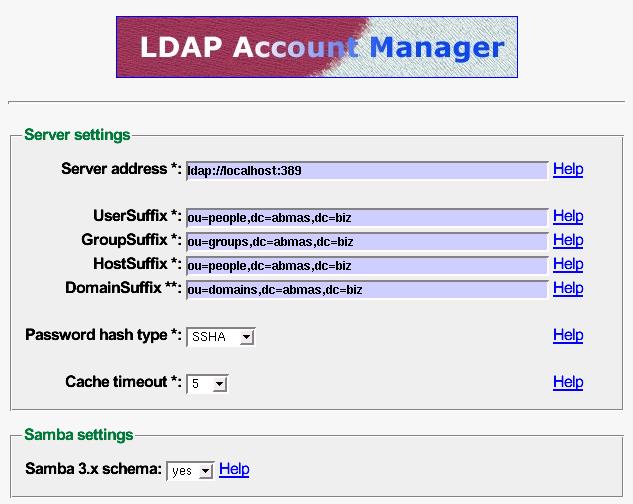 LDAP Account Manager
Server settings
Server address *: ldap://localhost:389 Help
UserSuffix *: ou=people,dc=abmas,dc=biz Help
GroupSuffix *: ou=groups,dc=abmas,dc=biz Help
HostSuffix *: ou=people,dc=abmas,dc=biz Help
DomainSuffix **: ou=domains,dc=abmas,dc=biz Help
Password hash type *: SSHA Help
Cache timeout *: 5 Help
Samba settings
Samba 3.x schema: yes Help